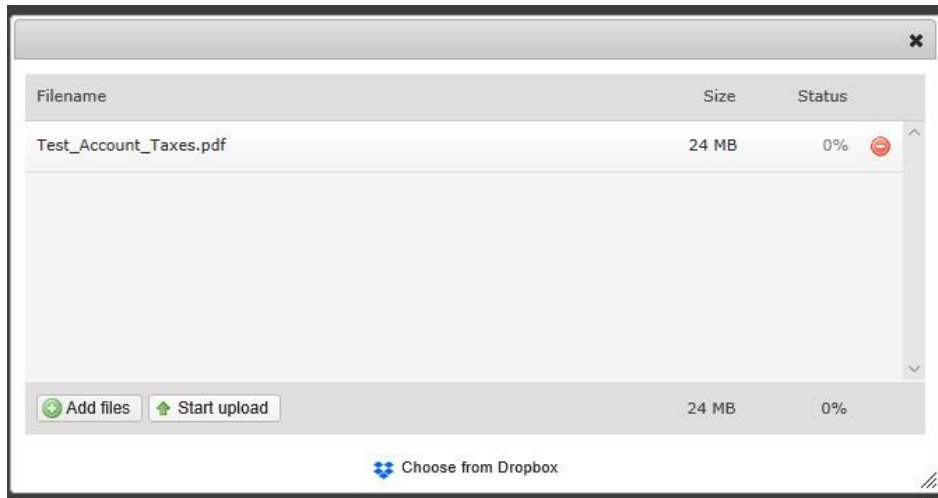 Filename Size Status
Test_Account_Taxes.pdf 24 MB 0%
Add files Start upload 24 MB 0%
Choose from Dropbox